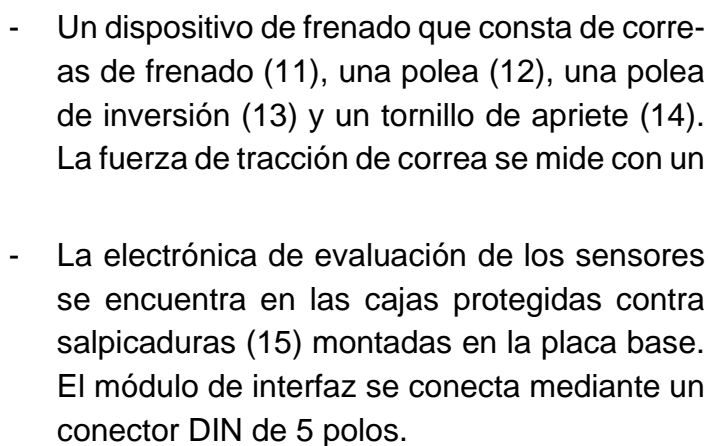 - Un dispositivo de frenado que consta de corre-
as de frenado (11), una polea (12), una polea
de inversión (13) y un tornillo de apriete (14).
La fuerza de tracción de correa se mide con un
- La electrónica de evaluación de los sensores
se encuentra en las cajas protegidas contra
salpicaduras (15) montadas en la placa base.
El módulo de interfaz se conecta mediante un
conector DIN de 5 polos.